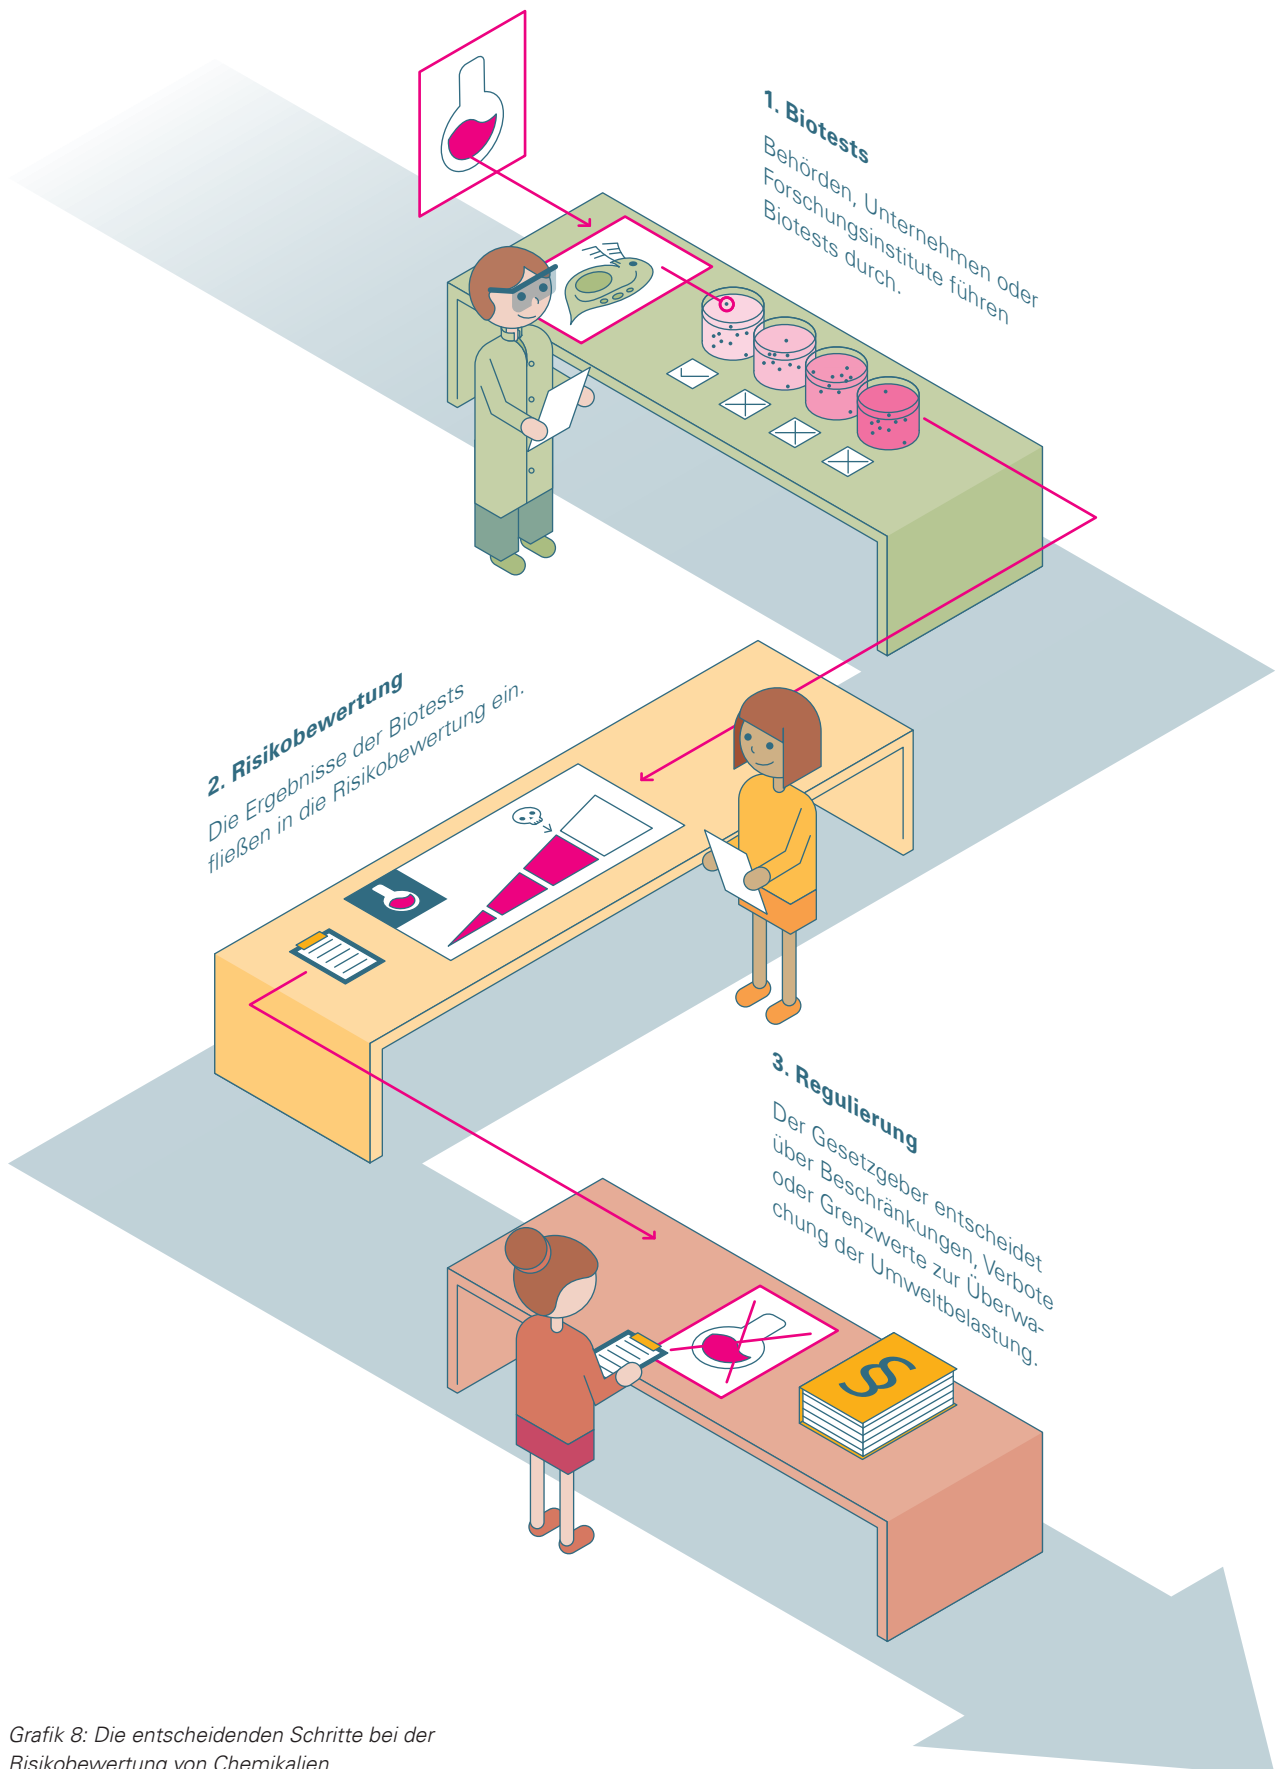 1. Biotests
Behörden, Unternehmen oder
Forschungsinstitute führen
Biotests durch.
2. Risikobewertung
Die Ergebnisse der Biotests
fließen in die Risikobewertung ein.
3. Regulierung
Der Gesetzgeber entscheidet
über Beschränkungen, Verbote
oder Grenzwerte zur Überwa-
chung der Umweltbelastung.
§
Grafik 8: Die entscheidenden Schritte bei der
Risikobewertung von Chemikalien